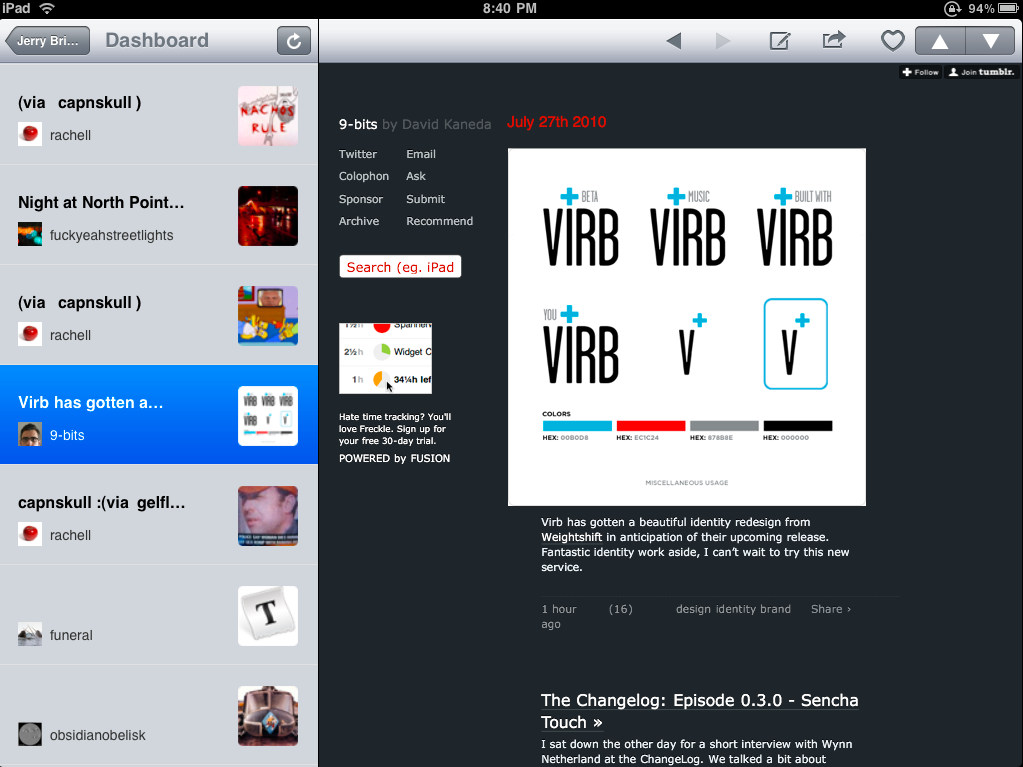 iPad
8:40 PM
94%
Jerry Bri...
Dashboard
(via capnskull )
rachell
NACHOS
RULE
Night at North Point...
fuckyeahstreetlights
(via capnskull )
rachell
Virb has gotten a...
9-bits
capnskull :(via gelfl...
rachell
funeral
T
obsidianobelisk
Follow
Join tumblr.
9-bits by David Kaneda
Twitter Email
Colophon Ask
Sponsor Submit
Archive Recommend
Search (eg. iPad
2½h Widget C
1h 34¼h lef
Hate time tracking? You'll
love Freckle. Sign up for
your free 30-day trial.
POWERED by FUSION
July 27th 2010
BETA MUSIC BUILT WITH
VIRB VIRB VIRB
YOU
VIRB V V
COLORS
HEX: 00B0D8 HEX: EC1C24 HEX: 878B8E HEX: 000000
MISCELLANEOUS USAGE
Virb has gotten a beautiful identity redesign from
Weightshift in anticipation of their upcoming release.
Fantastic identity work aside, I can't wait to try this new
service.
1 hour (16) design identity brand Share ›
ago
The Changelog: Episode 0.3.0 - Sencha
Touch »
I sat down the other day for a short interview with Wynn
Netherland at the ChangeLog. We talked a bit about